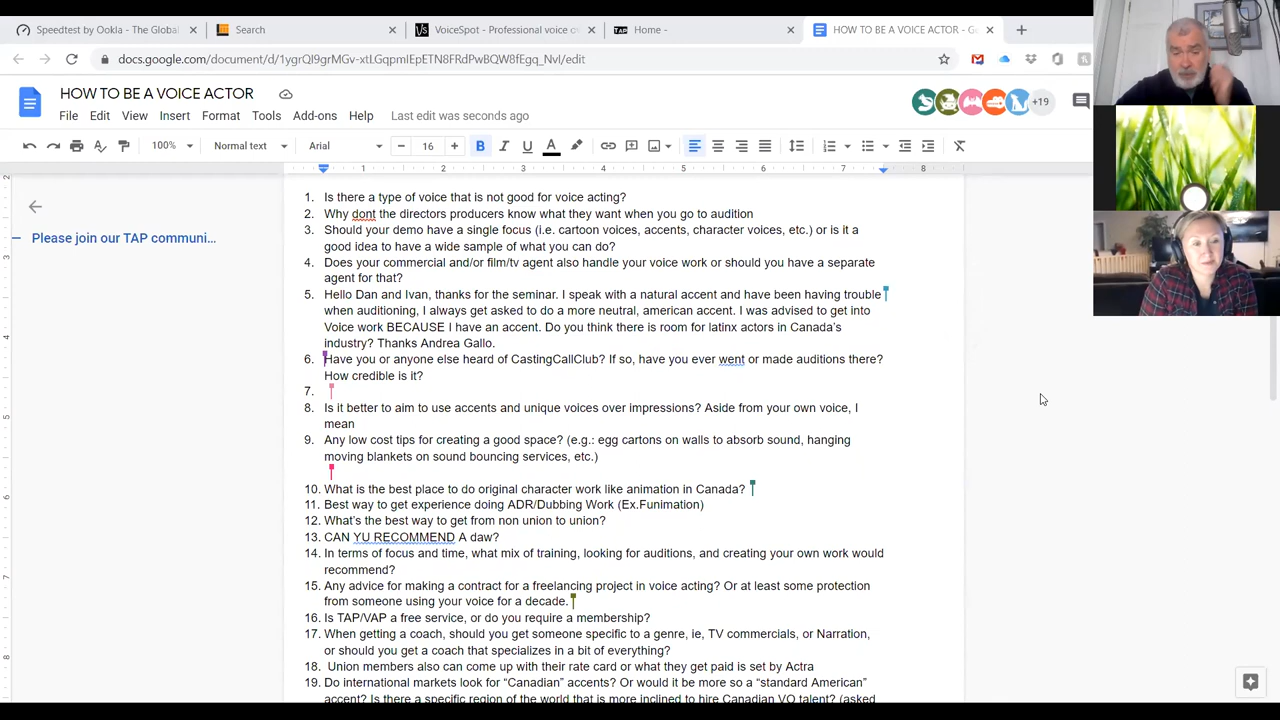 Speedtest by Ookla - The Global
Search
VoiceSpot - Professional voice ov
Home -
HOW TO BE A VOICE ACTOR - Go
HOW TO BE A VOICE ACTOR
+19
File Edit View Insert Format Tools Add-ons Help Last edit was seconds ago
100% Normal text Arial 16 B I U A
1 2 3 4 5 6 7 8
Please join our TAP communi...
1. Is there a type of voice that is not good for voice acting?
2. Why dont the directors producers know what they want when you go to audition
3. Should your demo have a single focus (i.e. cartoon voices, accents, character voices, etc.) or is it a
good idea to have a wide sample of what you can do?
4. Does your commercial and/or film/tv agent also handle your voice work or should you have a separate
agent for that?
5. Hello Dan and Ivan, thanks for the seminar. I speak with a natural accent and have been having trouble
when auditioning, I always get asked to do a more neutral, american accent. I was advised to get into
Voice work BECAUSE I have an accent. Do you think there is room for latinx actors in Canada's
industry? Thanks Andrea Gallo.
6. Have you or anyone else heard of CastingCallClub? If so, have you ever went or made auditions there?
How credible is it?
7.
8. Is it better to aim to use accents and unique voices over impressions? Aside from your own voice, I
mean
9. Any low cost tips for creating a good space? (e.g.: egg cartons on walls to absorb sound, hanging
moving blankets on sound bouncing services, etc.)
10. What is the best place to do original character work like animation in Canada?
11. Best way to get experience doing ADR/Dubbing Work (Ex.Funimation)
12. What's the best way to get from non union to union?
13. CAN YU RECOMMEND A daw?
14. In terms of focus and time, what mix of training, looking for auditions, and creating your own work would
recommend?
15. Any advice for making a contract for a freelancing project in voice acting? Or at least some protection
from someone using your voice for a decade.
16. Is TAP/VAP a free service, or do you require a membership?
17. When getting a coach, should you get someone specific to a genre, ie, TV commercials, or Narration,
or should you get a coach that specializes in a bit of everything?
18. Union members also can come up with their rate card or what they get paid is set by Actra
19. Do international markets look for "Canadian" accents? Or would it be more so a "standard American"
accent? Is there a specific region of the world that is more inclined to hire Canadian VO talent? (asked